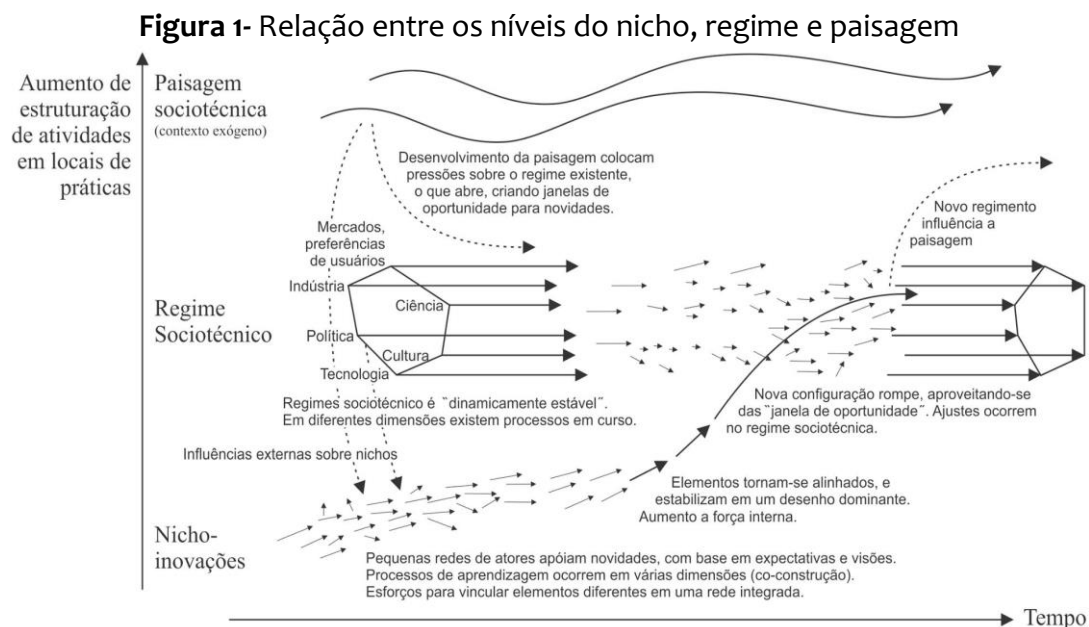 Figura 1- Relação entre os níveis do nicho, regime e paisagem
Aumento de
estruturação
de atividades
em locais de
práticas
Paisagem
sociotécnica
(contexto exógeno)
Desenvolvimento da paisagem colocam
pressões sobre o regime existente,
o que abre, criando janelas de
oportunidade para novidades.
Novo regimento
influência a
paisagem
Mercados,
preferências
de usuários
Indústria
Ciência
Regime
Sociotécnico
Política
Cultura
Tecnologia
Regimes sociotécnico é ¨dinamicamente estável¨.
Em diferentes dimensões existem processos em curso.
Nova configuração rompe, aproveitando-se
das ¨janela de oportunidade¨. Ajustes ocorrem
no regime sociotécnica.
Influências externas sobre nichos
Elementos tornam-se alinhados, e
estabilizam em um desenho dominante.
Aumento a força interna.
Nicho-
inovações
Pequenas redes de atores apóiam novidades, com base em expectativas e visões.
Processos de aprendizagem ocorrem em várias dimensões (co-construção).
Esforços para vincular elementos diferentes em uma rede integrada.
Tempo